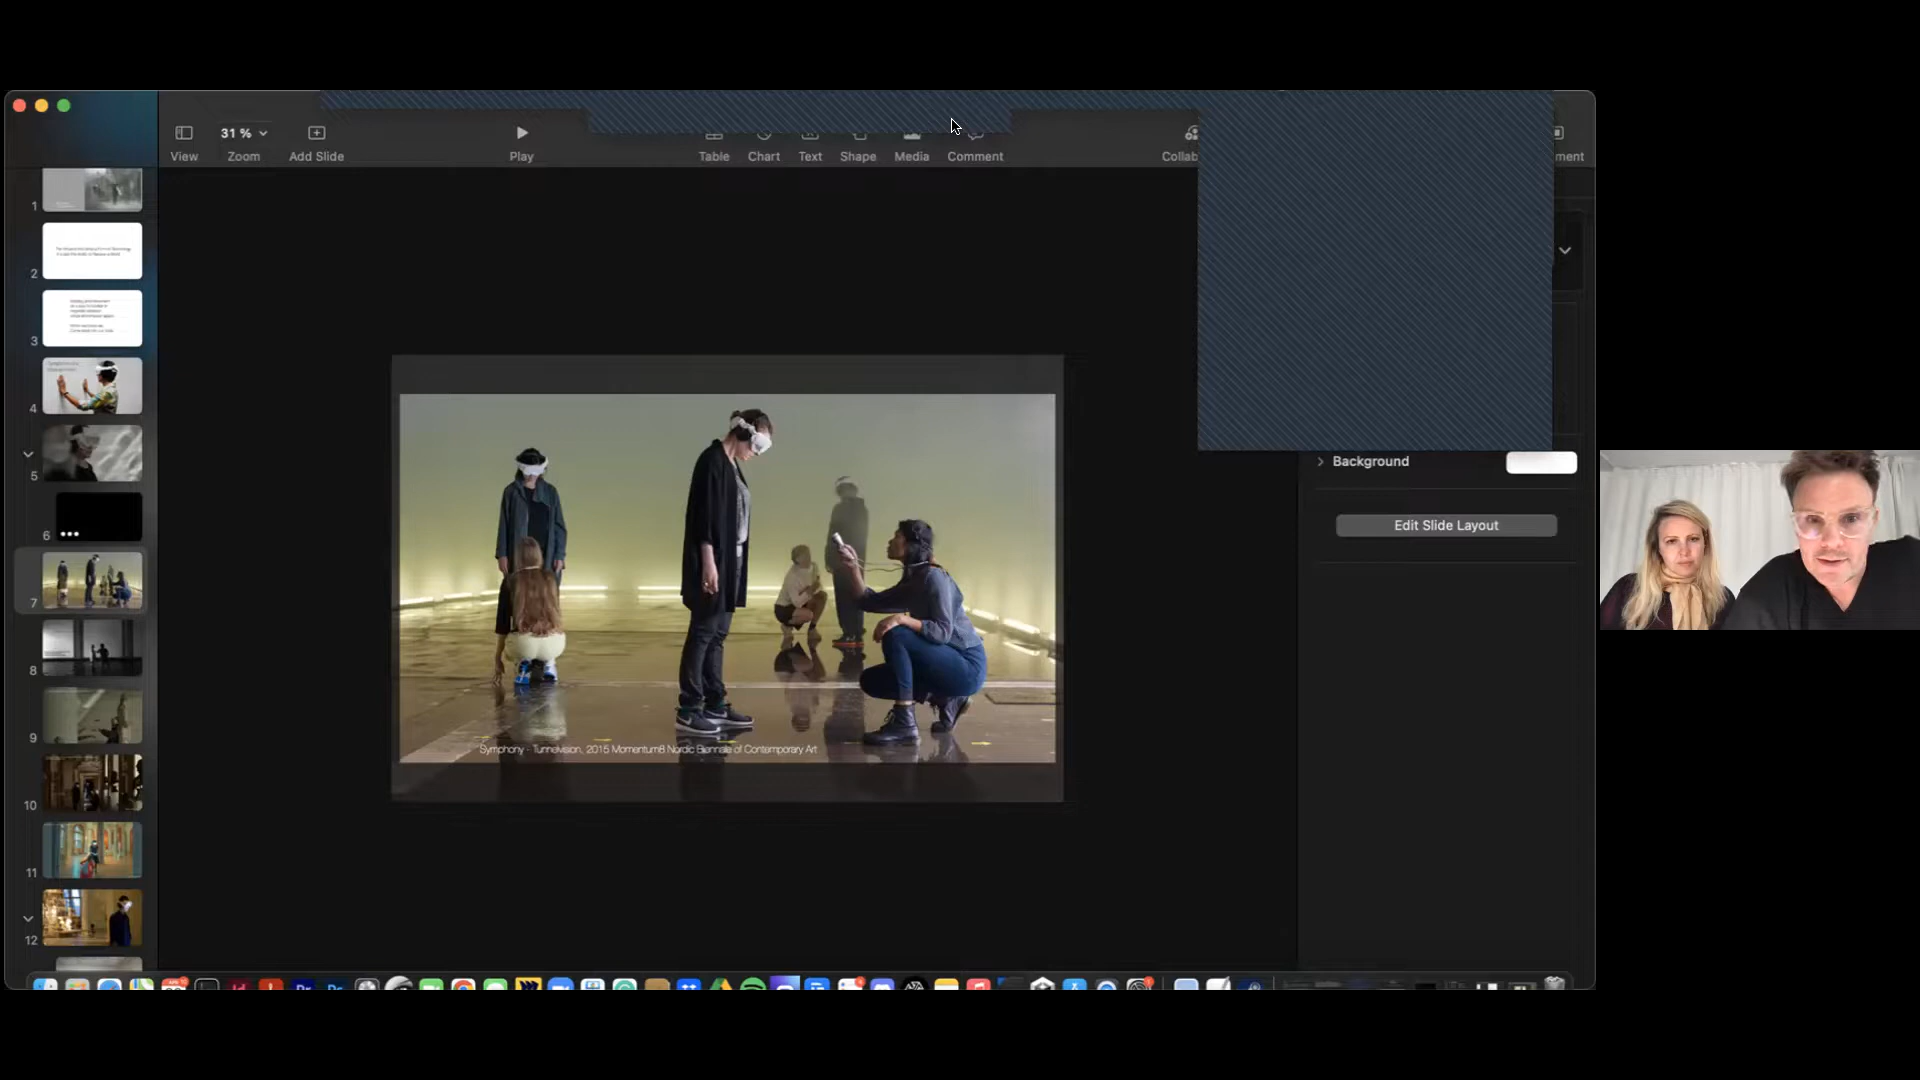 31 %
View
Zoom
Add Slide
Play
Table
Chart
Text
Shape
Media
Comment
Collab
ment
1
2
3
4
5
6
7
8
9
10
11
12
Symphony - Tunnelvision, 2015 Momentum8 Nordic Biennale of Contemporary Art
Background
Edit Slide Layout